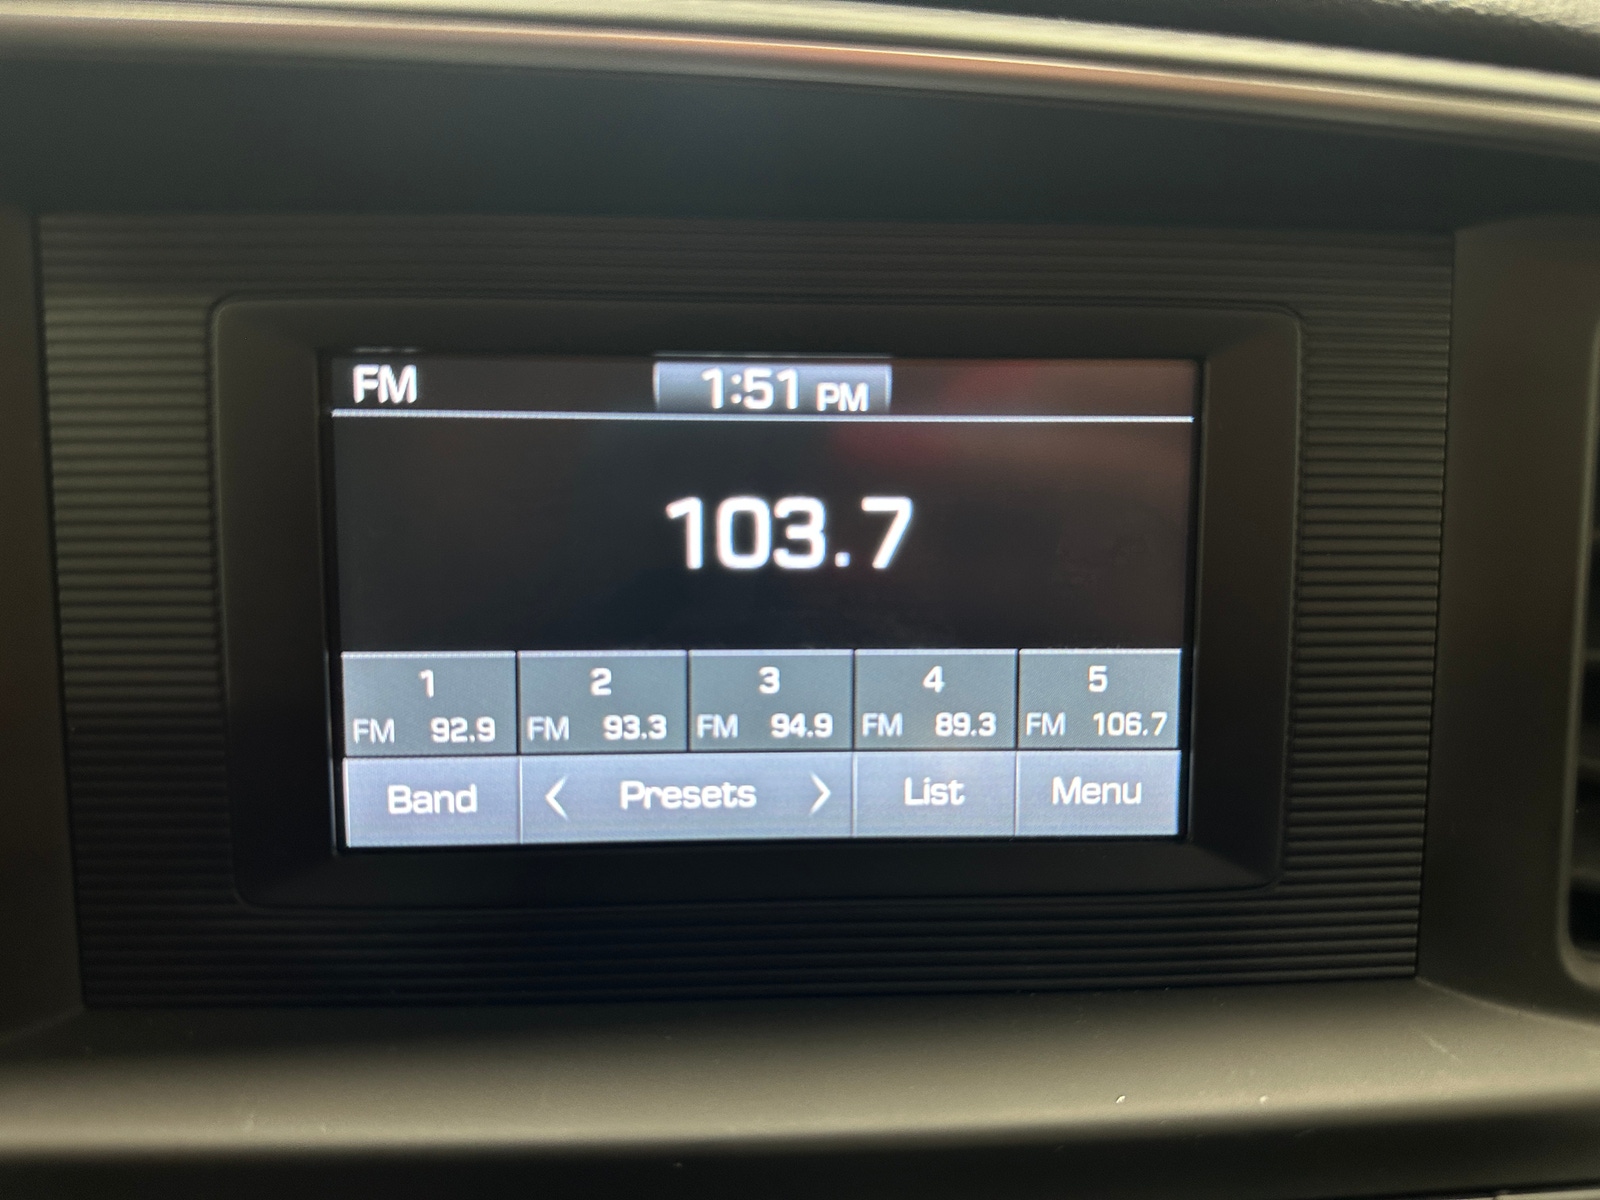 FM 1:51 PM
103.7
1 2 3 4 5
FM 92.9 FM 93.3 FM 94.9 FM 89.3 FM 106.7
Band < Presets > List Menu